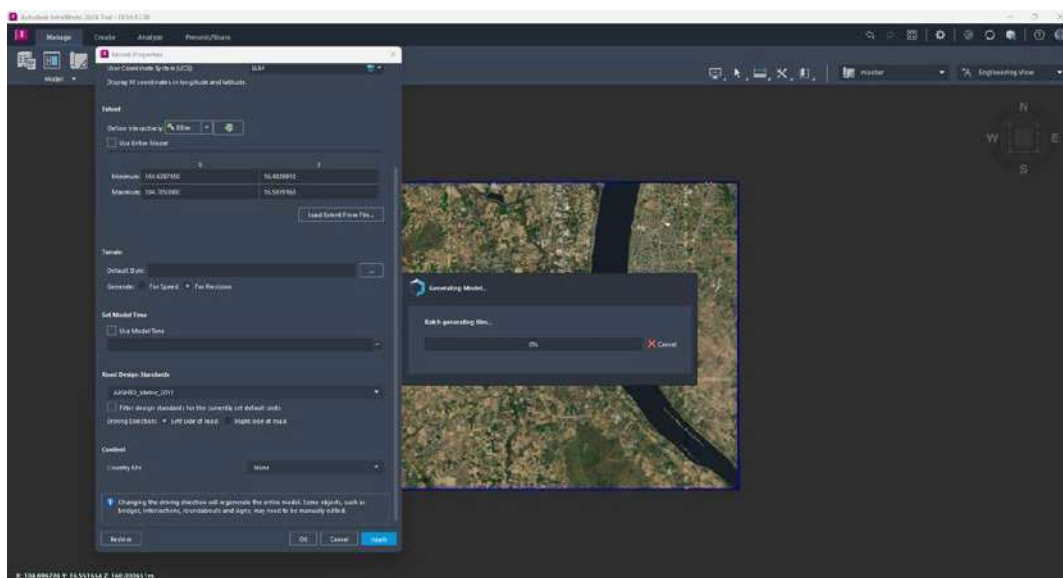 Manage Create Analyze Present/Share
Model
master
Engineering View
Model Properties
User Coordinate System (UCS)
LL84
Display fit coordinates in longitude and latitude.
Extent
Define Interactively
BBox
Use Entire Model
X Y
Minimum
Maximum
Load Extent From File...
Terrain
Default Style:
...
Generate: For Speed For Precision
Set Model Time
Use Model Time
Road Design Standards
AASHTO_Metric_2011
Filter design standards for the currently set default units
Driving Direction: Left side of road Right side of road
Content
Country Kits
None
Changing the driving direction will regenerate the entire model. Some objects, such as
bridges, intersections, roundabouts and signs, may need to be manually edited.
Restore OK Cancel Apply
Generating Model...
Batch generating tiles...
0%
Cancel
N
W E
S